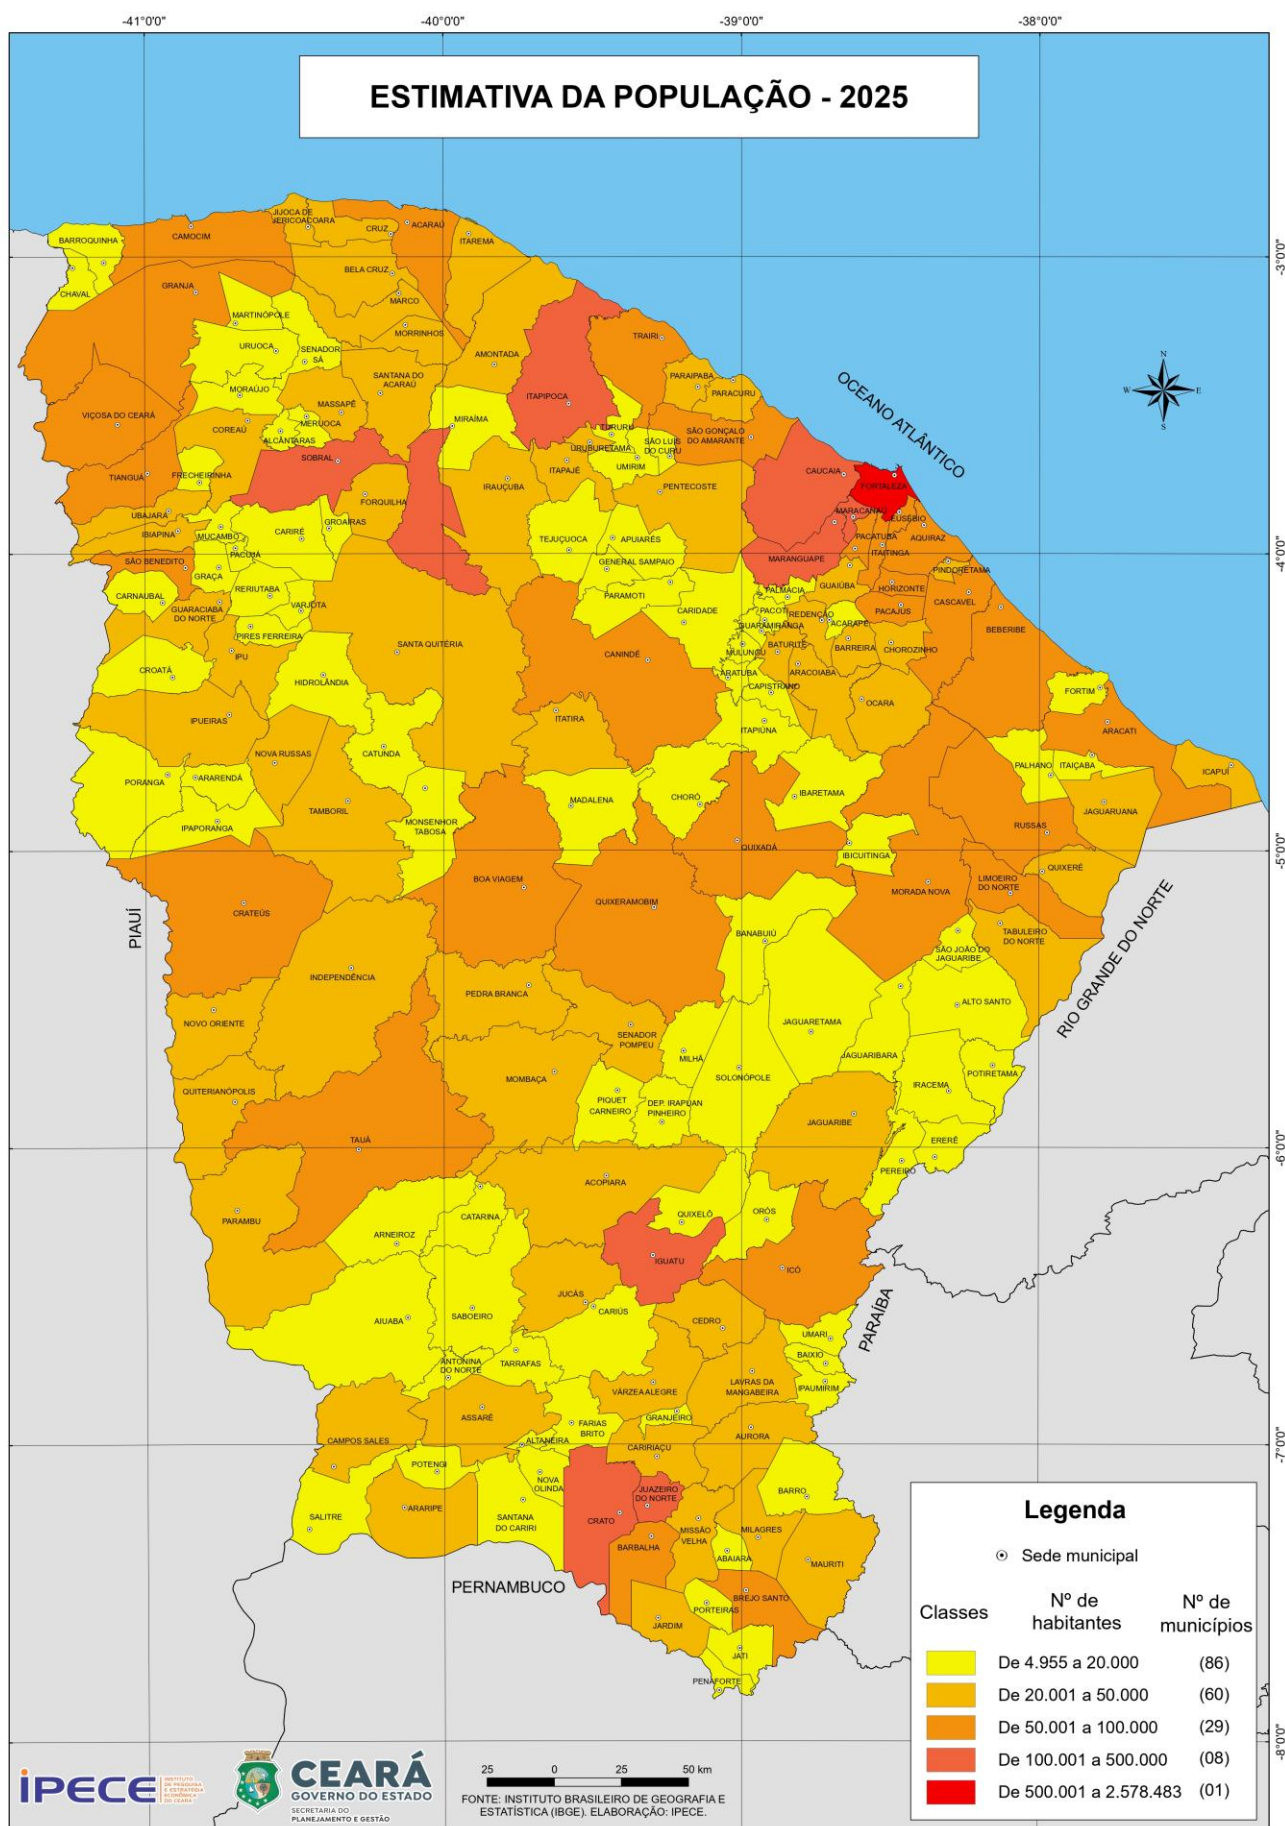 -41°0'0"
-40°0'0"
-39°0'0"
-38°0'0"
ESTIMATIVA DA POPULAÇÃO - 2025
JIJOCA DE
JERICOACOARA
CRUZ
ACARAÚ
BARROQUINHA
CAMOCIM
ITAREMA
-3°0'0"
CHAVAL
GRANJA
BELA CRUZ
MARCO
MARTINÓPOLE
MORRINHOS
URUOCA
SENADOR
SÁ
TRAIRI
AMONTADA
MORAÚJO
SANTANA DO
ACARAÚ
ITAPIPOCA
PARAIPABA
PARACURU
OCEANO ATLÂNTICO
N
W
E
S
VIÇOSA DO CEARÁ
MASSAPÊ
MERUOCA
MIRAÍMA
COREAÚ
ALCÂNTARAS
TURURU
URUBURETAMA
SÃO LUIS
DO CURU
SÃO GONÇALO
DO AMARANTE
SOBRAL
ITAPAJÉ
UMIRIM
CAUCAIA
FORTALEZA
TIANGUÁ
FRECHEIRINHA
IRAUÇUBA
PENTECOSTE
FORQUILHA
UBAJARA
MARACANAÚ
EUSÉBIO
IBIAPINA
MUCAMBO
CARIRÉ
GROAÍRAS
TEJUÇUOCA
APUIARÉS
PACATUBA
AQUIRAZ
PACUJÁ
ITAITINGA
-4°0'0"
SÃO BENEDITO
GRAÇA
GENERAL SAMPAIO
MARANGUAPE
PINDORETAMA
GUAIÚBA
RERIUTABA
PARAMOTI
PALMÁCIA
HORIZONTE
CARNAUBAL
GUARACIABA
DO NORTE
VARJOTA
CARIDADE
PACOTI
REDENÇÃO
PACAJUS
CASCAVEL
PIRES FERREIRA
GUARAMIRANGA
ACARAPE
BEBERIBE
SANTA QUITÉRIA
MULUNGU
BATURITÉ
BARREIRA
CHOROZINHO
IPU
CROATÁ
CANINDÉ
ARATUBA
ARACOIABA
HIDROLÂNDIA
CAPISTRANO
FORTIM
OCARA
IPUEIRAS
ITATIRA
ITAPIÚNA
ARACATI
NOVA RUSSAS
CATUNDA
PORANGA
ARARENDÁ
PALHANO
ITAIÇABA
ICAPUÍ
IBARETAMA
TAMBORIL
MADALENA
CHORÓ
JAGUARUANA
IPAPORANGA
MONSENHOR
TABOSA
RUSSAS
QUIXADÁ
-5°0'0"
IBICUITINGA
QUIXERÉ
BOA VIAGEM
LIMOEIRO
DO NORTE
QUIXERAMOBIM
MORADA NOVA
CRATEÚS
PIAUÍ
BANABUIÚ
TABULEIRO
DO NORTE
SÃO JOÃO DO
JAGUARIBE
RIO GRANDE DO NORTE
INDEPENDÊNCIA
PEDRA BRANCA
ALTO SANTO
NOVO ORIENTE
JAGUARETAMA
SENADOR
POMPEU
JAGUARIBARA
MILHÃ
POTIRETAMA
SOLONÓPOLE
MOMBAÇA
IRACEMA
QUITERIANÓPOLIS
PIQUET
CARNEIRO
DEP. IRAPUAN
PINHEIRO
JAGUARIBE
TAUÁ
ERERÊ
-6°0'0"
PEREIRO
ACOPIARA
PARAMBU
CATARINA
QUIXELÔ
ORÓS
ARNEIROZ
IGUATU
ICÓ
JUCÁS
AIUABA
SABOEIRO
CARIÚS
CEDRO
UMARI
PARAÍBA
BAIXIO
ANTONINA
DO NORTE
TARRAFAS
LAVRAS DA
MANGABEIRA
IPAUMIRIM
VÁRZEA ALEGRE
ASSARÉ
GRANJEIRO
FARIAS
BRITO
AURORA
CAMPOS SALES
ALTANEIRA
CARIRIAÇU
-7°0'0"
POTENGI
NOVA
OLINDA
JUAZEIRO
DO NORTE
BARRO
SALITRE
ARARIPE
SANTANA
DO CARIRI
CRATO
MISSÃO
VELHA
MILAGRES
BARBALHA
ABAIARA
MAURITI
PERNAMBUCO
BREJO SANTO
PORTEIRAS
JARDIM
JATI
PENAFORTE
-8°0'0"
Legenda
Sede municipal
Classes
Nº de
habitantes
Nº de
municípios
De 4.955 a 20.000 (86)
De 20.001 a 50.000 (60)
De 50.001 a 100.000 (29)
De 100.001 a 500.000 (08)
De 500.001 a 2.578.483 (01)
iPECE
INSTITUTO
DE PESQUISA
E ESTRATÉGIA
ECONÔMICA
DO CEARÁ
CEARÁ
GOVERNO DO ESTADO
SECRETARIA DO
PLANEJAMENTO E GESTÃO
25 0 25 50 km
FONTE: INSTITUTO BRASILEIRO DE GEOGRAFIA E
ESTATÍSTICA (IBGE). ELABORAÇÃO: IPECE.